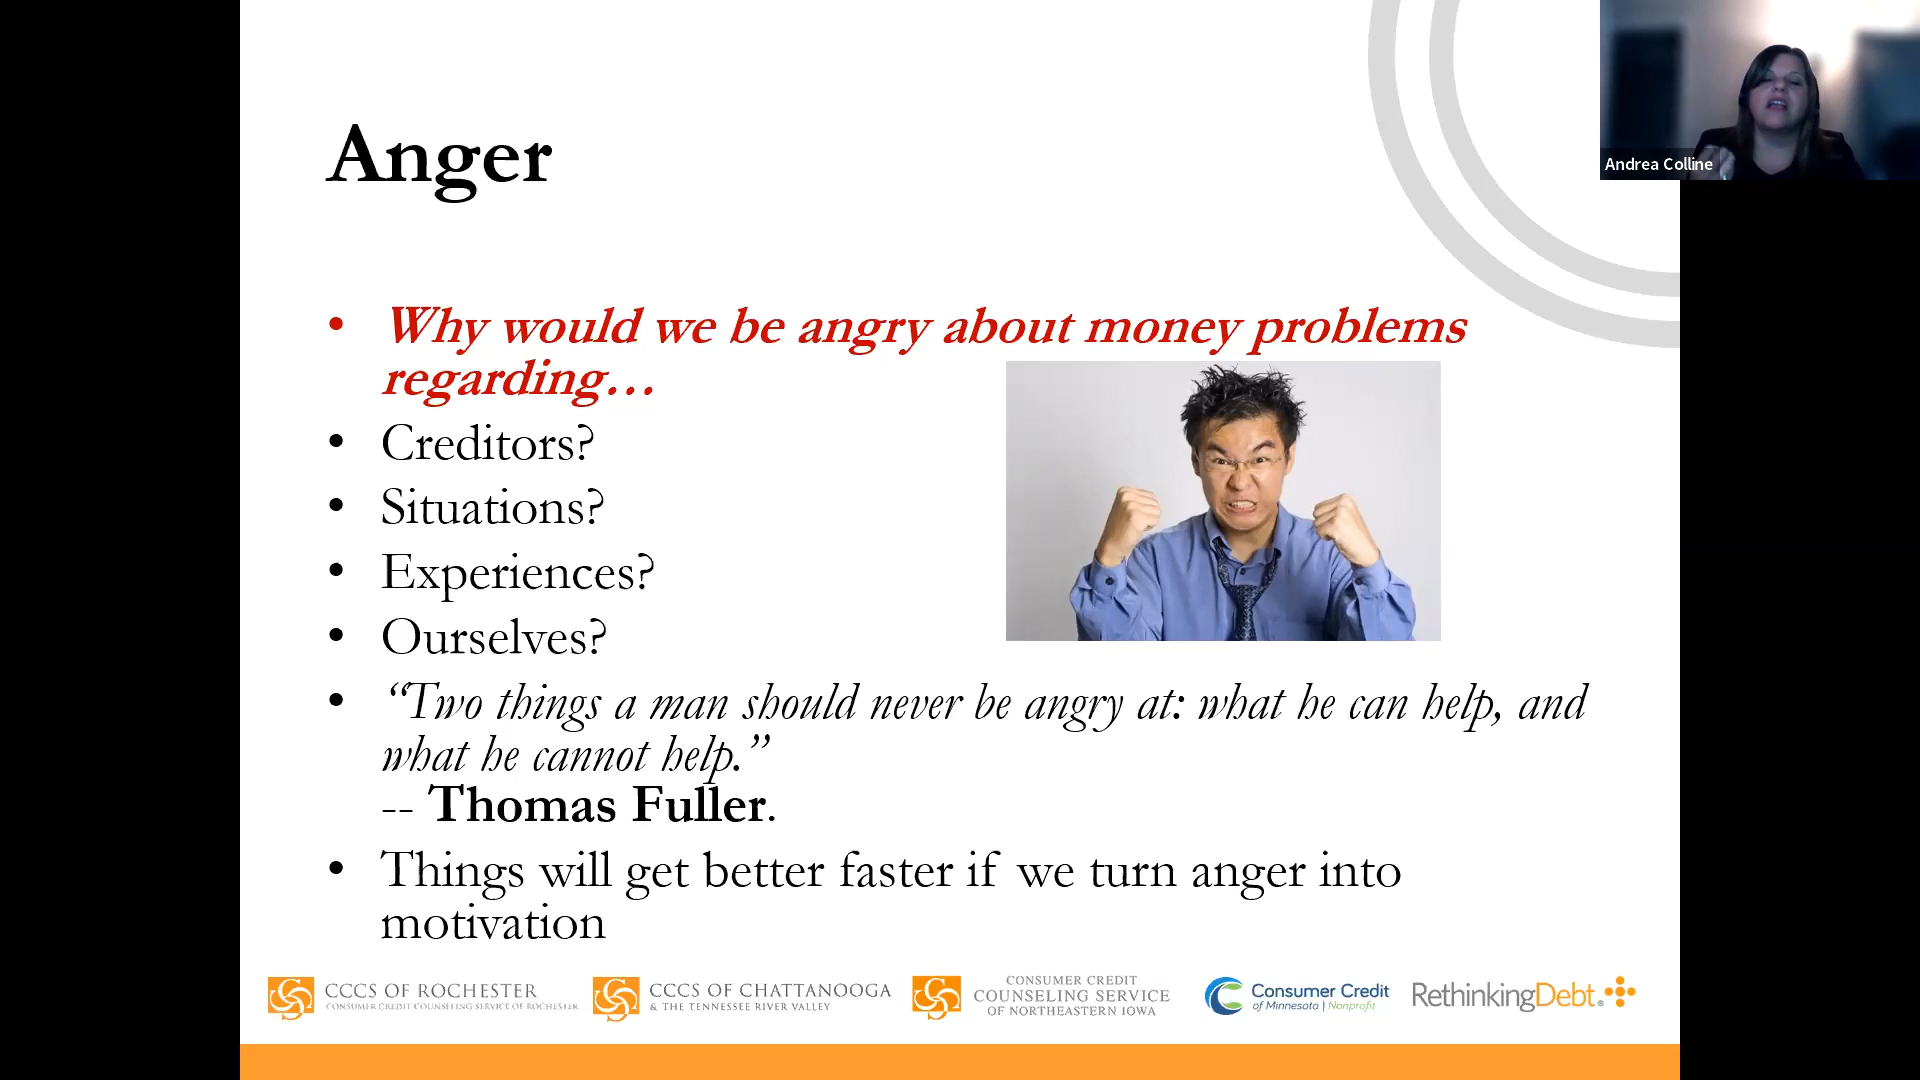 Andrea Colline
Anger
• Why would we be angry about money problems
regarding…
• Creditors?
• Situations?
• Experiences?
• Ourselves?
• “Two things a man should never be angry at: what he can help, and
what he cannot help.”
-- Thomas Fuller.
• Things will get better faster if we turn anger into
motivation
CCCS OF ROCHESTER
CONSUMER CREDIT COUNSELING SERVICE OF ROCHESTER
CCCS OF CHATTANOOGA
& THE TENNESSEE RIVER VALLEY
CONSUMER CREDIT
COUNSELING SERVICE
OF NORTHEASTERN IOWA
Consumer Credit
of Minnesota | Nonprofit
RethinkingDebt.®